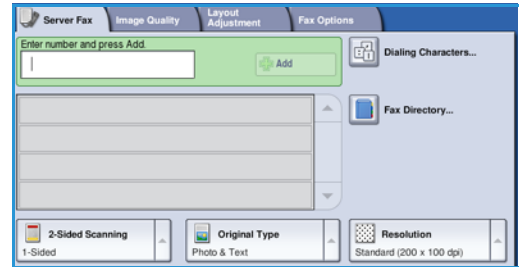 Server Fax
Image Quality
Layout
Adjustment
Fax Options
Enter number and press Add.
Add
Dialing Characters...
Fax Directory...
2-Sided Scanning
1-Sided
Original Type
Photo & Text
Resolution
Standard (200 x 100 dpi)